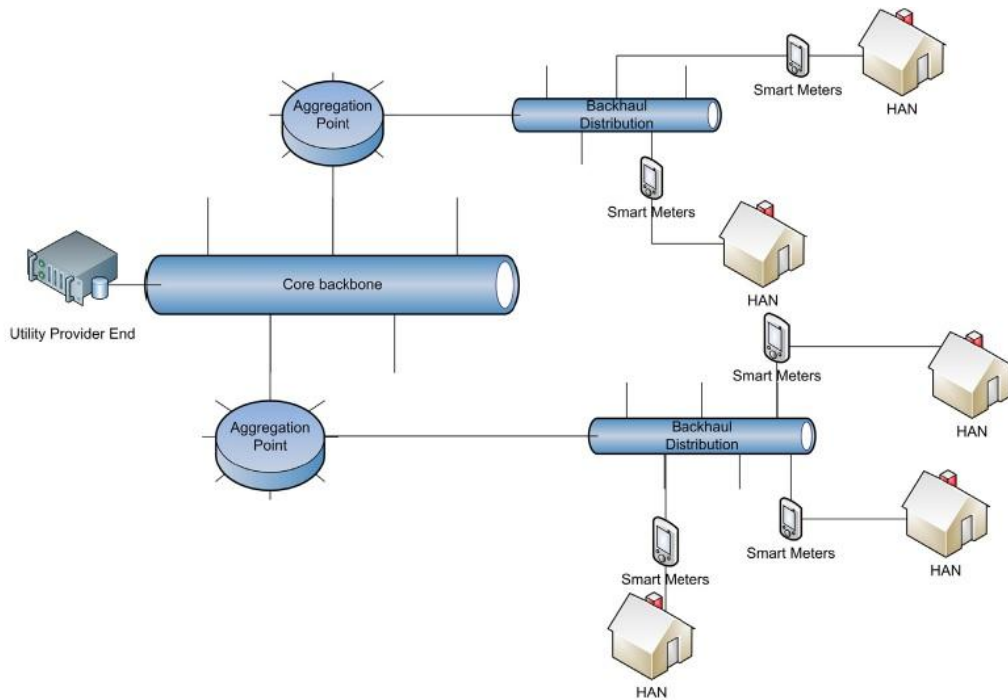 Aggregation
Point
Backhaul
Distribution
Smart Meters
HAN
Smart Meters
HAN
Core backbone
Utility Provider End
Smart Meters
HAN
Aggregation
Point
Backhaul
Distribution
Smart Meters
HAN
Smart Meters
HAN